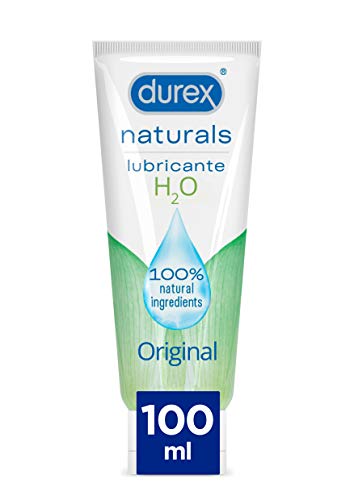 durex®
naturals
lubricante
H₂O
100%
natural
ingredients
Original
100
ml